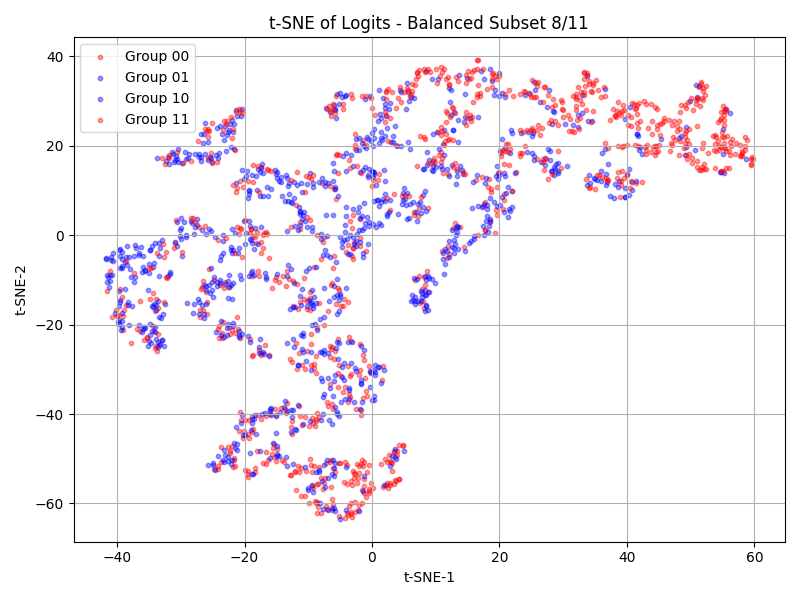 t-SNE of Logits - Balanced Subset 8/11
Group 00
Group 01
Group 10
Group 11
40
20
0
−20
−40
−60
t-SNE-2
−40
−20
0
20
40
60
t-SNE-1